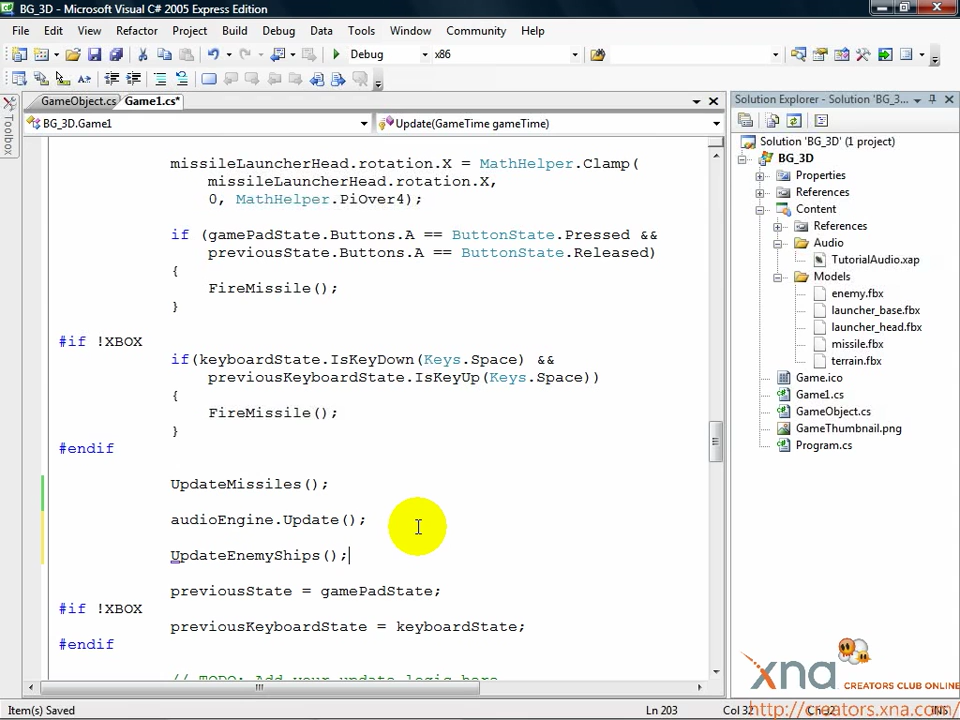 BG_3D - Microsoft Visual C# 2005 Express Edition
File Edit View Refactor Project Build Debug Data Tools Window Community Help
Debug x86
GameObject.cs Game1.cs*
BG_3D.Game1 Update(GameTime gameTime)
Toolbox
missileLauncherHead.rotation.X = MathHelper.Clamp(
missileLauncherHead.rotation.X,
0, MathHelper.PiOver4);
if (gamePadState.Buttons.A == ButtonState.Pressed &&
previousState.Buttons.A == ButtonState.Released)
{
FireMissile();
}
#if !XBOX
if(keyboardState.IsKeyDown(Keys.Space) &&
previousKeyboardState.IsKeyUp(Keys.Space))
{
FireMissile();
}
#endif
UpdateMissiles();
audioEngine.Update();
UpdateEnemyShips();
previousState = gamePadState;
#if !XBOX
previousKeyboardState = keyboardState;
#endif
// TODO: Add your update logic here
Solution Explorer - Solution 'BG_3...
Solution 'BG_3D' (1 project)
BG_3D
Properties
References
Content
References
Audio
TutorialAudio.xap
Models
enemy.fbx
launcher_base.fbx
launcher_head.fbx
missile.fbx
terrain.fbx
Game.ico
Game1.cs
GameObject.cs
GameThumbnail.png
Program.cs
xna CREATORS CLUB ONLINE
http://creators.xna.com/
Item(s) Saved Ln 203 Col 32